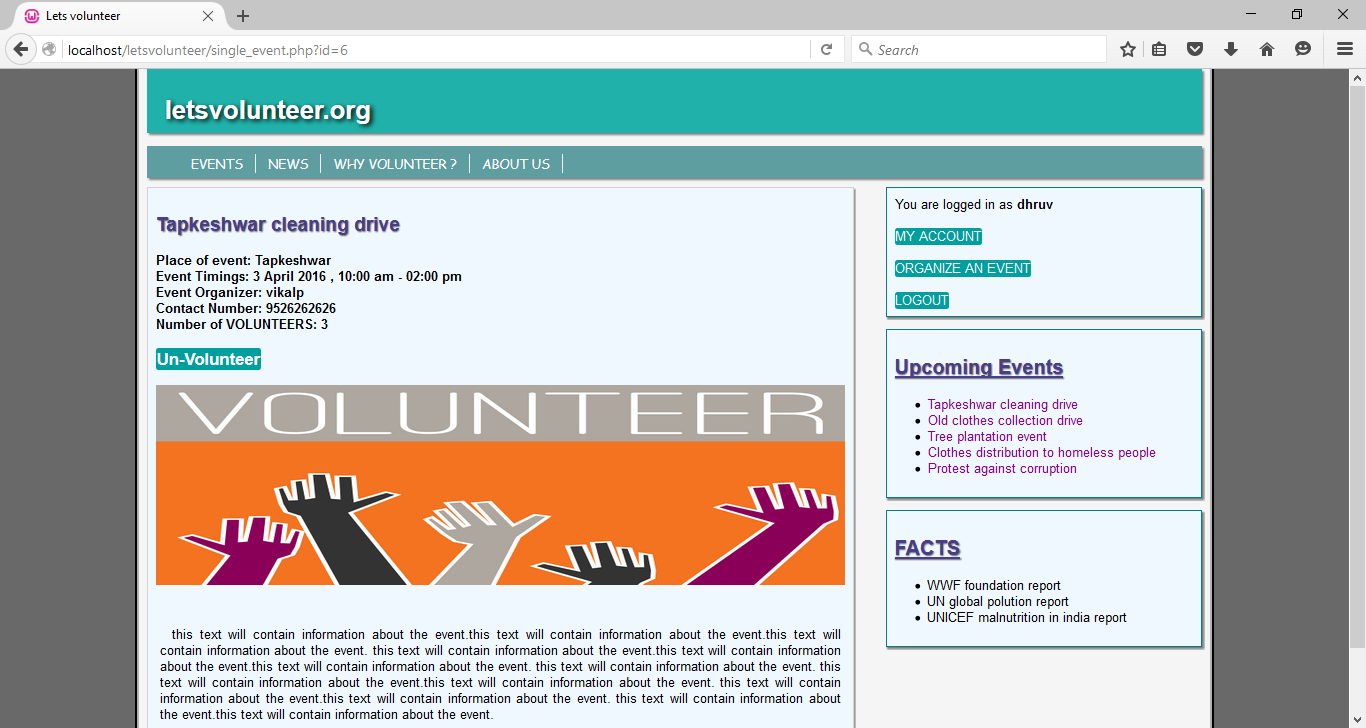 Lets volunteer
localhost/letsvolunteer/single_event.php?id=6
Search
letsvolunteer.org
EVENTS
NEWS
WHY VOLUNTEER ?
ABOUT US
Tapkeshwar cleaning drive
Place of event: Tapkeshwar
Event Timings: 3 April 2016 , 10:00 am - 02:00 pm
Event Organizer: vikalp
Contact Number: 9526262626
Number of VOLUNTEERS: 3
Un-Volunteer
VOLUNTEER
this text will contain information about the event.this text will contain information about the event.this text will
contain information about the event. this text will contain information about the event.this text will contain information
about the event.this text will contain information about the event. this text will contain information about the event. this
text will contain information about the event.this text will contain information about the event. this text will contain
information about the event.this text will contain information about the event. this text will contain information about
the event.this text will contain information about the event.
You are logged in as dhruv
MY ACCOUNT
ORGANIZE AN EVENT
LOGOUT
Upcoming Events
Tapkeshwar cleaning drive
Old clothes collection drive
Tree plantation event
Clothes distribution to homeless people
Protest against corruption
FACTS
WWF foundation report
UN global polution report
UNICEF malnutrition in india report